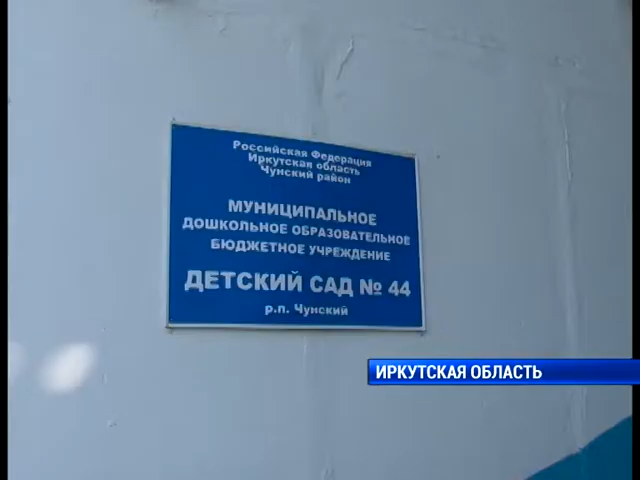 Российская Федерация
Иркутская область
Чунский район
МУНИЦИПАЛЬНОЕ
ДОШКОЛЬНОЕ ОБРАЗОВАТЕЛЬНОЕ
БЮДЖЕТНОЕ УЧРЕЖДЕНИЕ
ДЕТСКИЙ САД № 44
р.п. Чунский
ИРКУТСКАЯ ОБЛАСТЬ